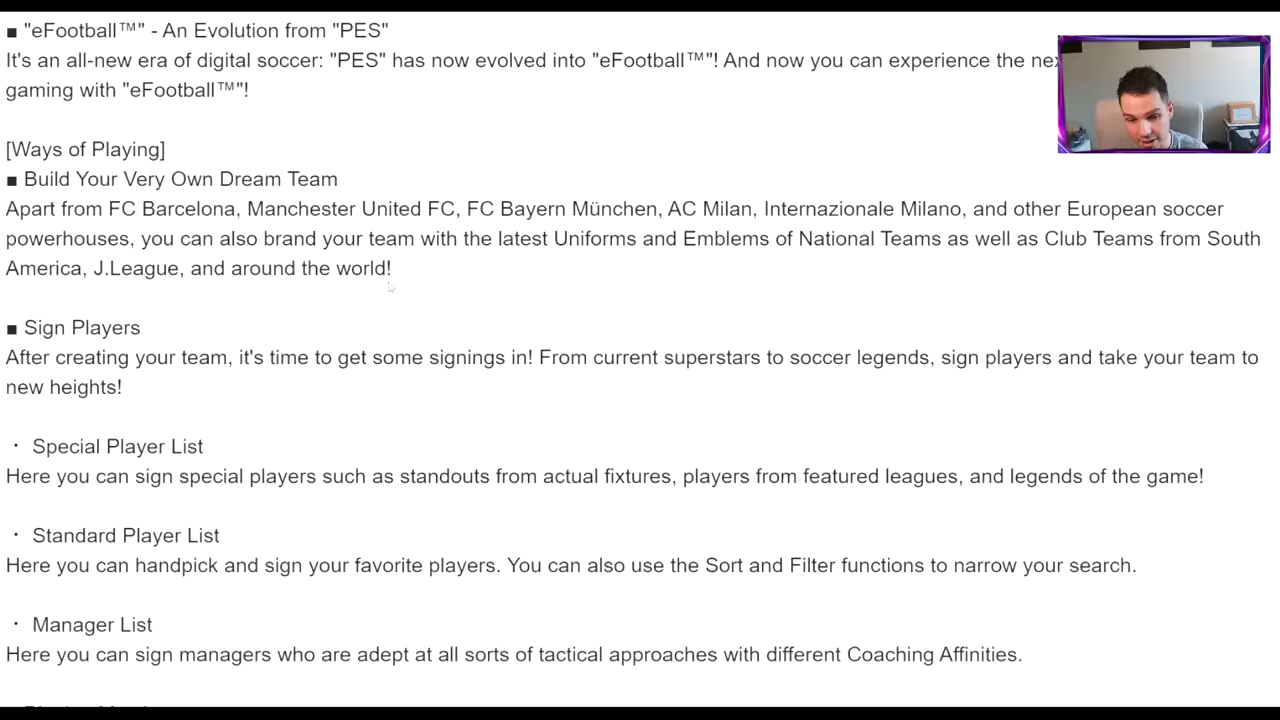 ■ "eFootball™" - An Evolution from "PES"
It's an all-new era of digital soccer: "PES" has now evolved into "eFootball™"! And now you can experience the
gaming with "eFootball™"!
[Ways of Playing]
■ Build Your Very Own Dream Team
Apart from FC Barcelona, Manchester United FC, FC Bayern München, AC Milan, Internazionale Milano, and other European soccer
powerhouses, you can also brand your team with the latest Uniforms and Emblems of National Teams as well as Club Teams from South
America, J.League, and around the world!
■ Sign Players
After creating your team, it's time to get some signings in! From current superstars to soccer legends, sign players and take your team to
new heights!
・ Special Player List
Here you can sign special players such as standouts from actual fixtures, players from featured leagues, and legends of the game!
・ Standard Player List
Here you can handpick and sign your favorite players. You can also use the Sort and Filter functions to narrow your search.
・ Manager List
Here you can sign managers who are adept at all sorts of tactical approaches with different Coaching Affinities.